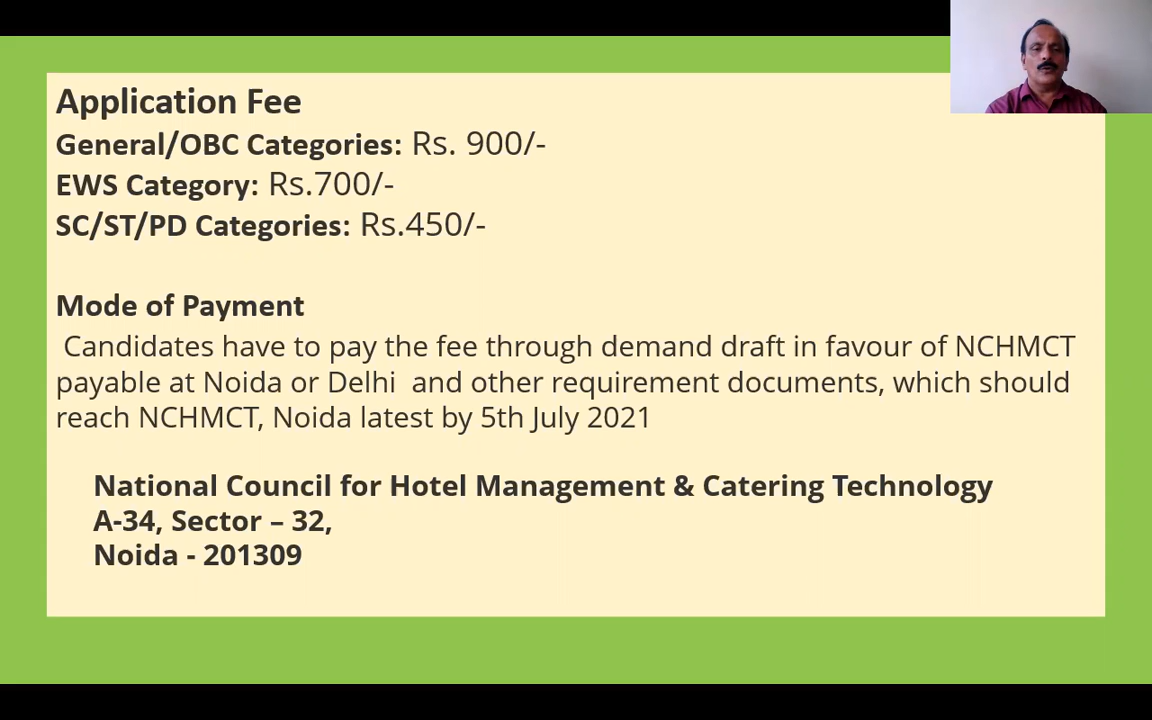 Application Fee
General/OBC Categories: Rs. 900/-
EWS Category: Rs.700/-
SC/ST/PD Categories: Rs.450/-
Mode of Payment
Candidates have to pay the fee through demand draft in favour of NCHMCT
payable at Noida or Delhi and other requirement documents, which should
reach NCHMCT, Noida latest by 5th July 2021
National Council for Hotel Management & Catering Technology
A-34, Sector – 32,
Noida - 201309